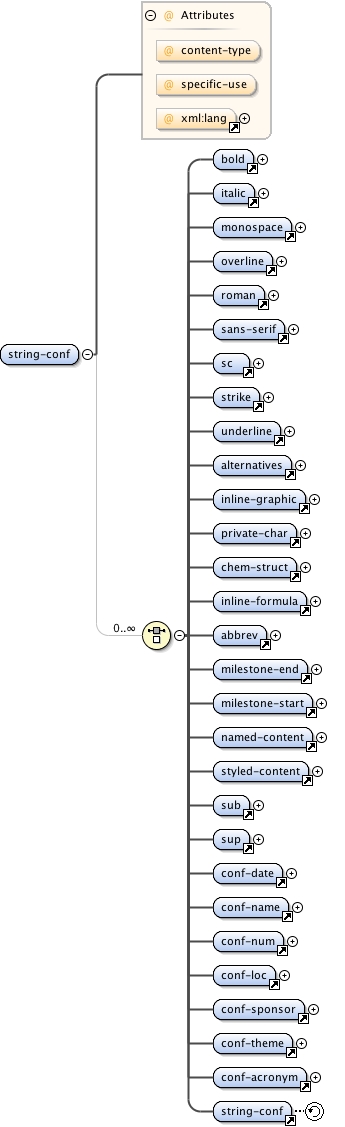 Attributes
@ content-type
@ specific-use
@ xml:lang
bold
italic
monospace
overline
roman
sans-serif
sc
strike
string-conf
underline
alternatives
inline-graphic
private-char
chem-struct
inline-formula
0..∞
abbrev
milestone-end
milestone-start
named-content
styled-content
sub
sup
conf-date
conf-name
conf-num
conf-loc
conf-sponsor
conf-theme
conf-acronym
string-conf